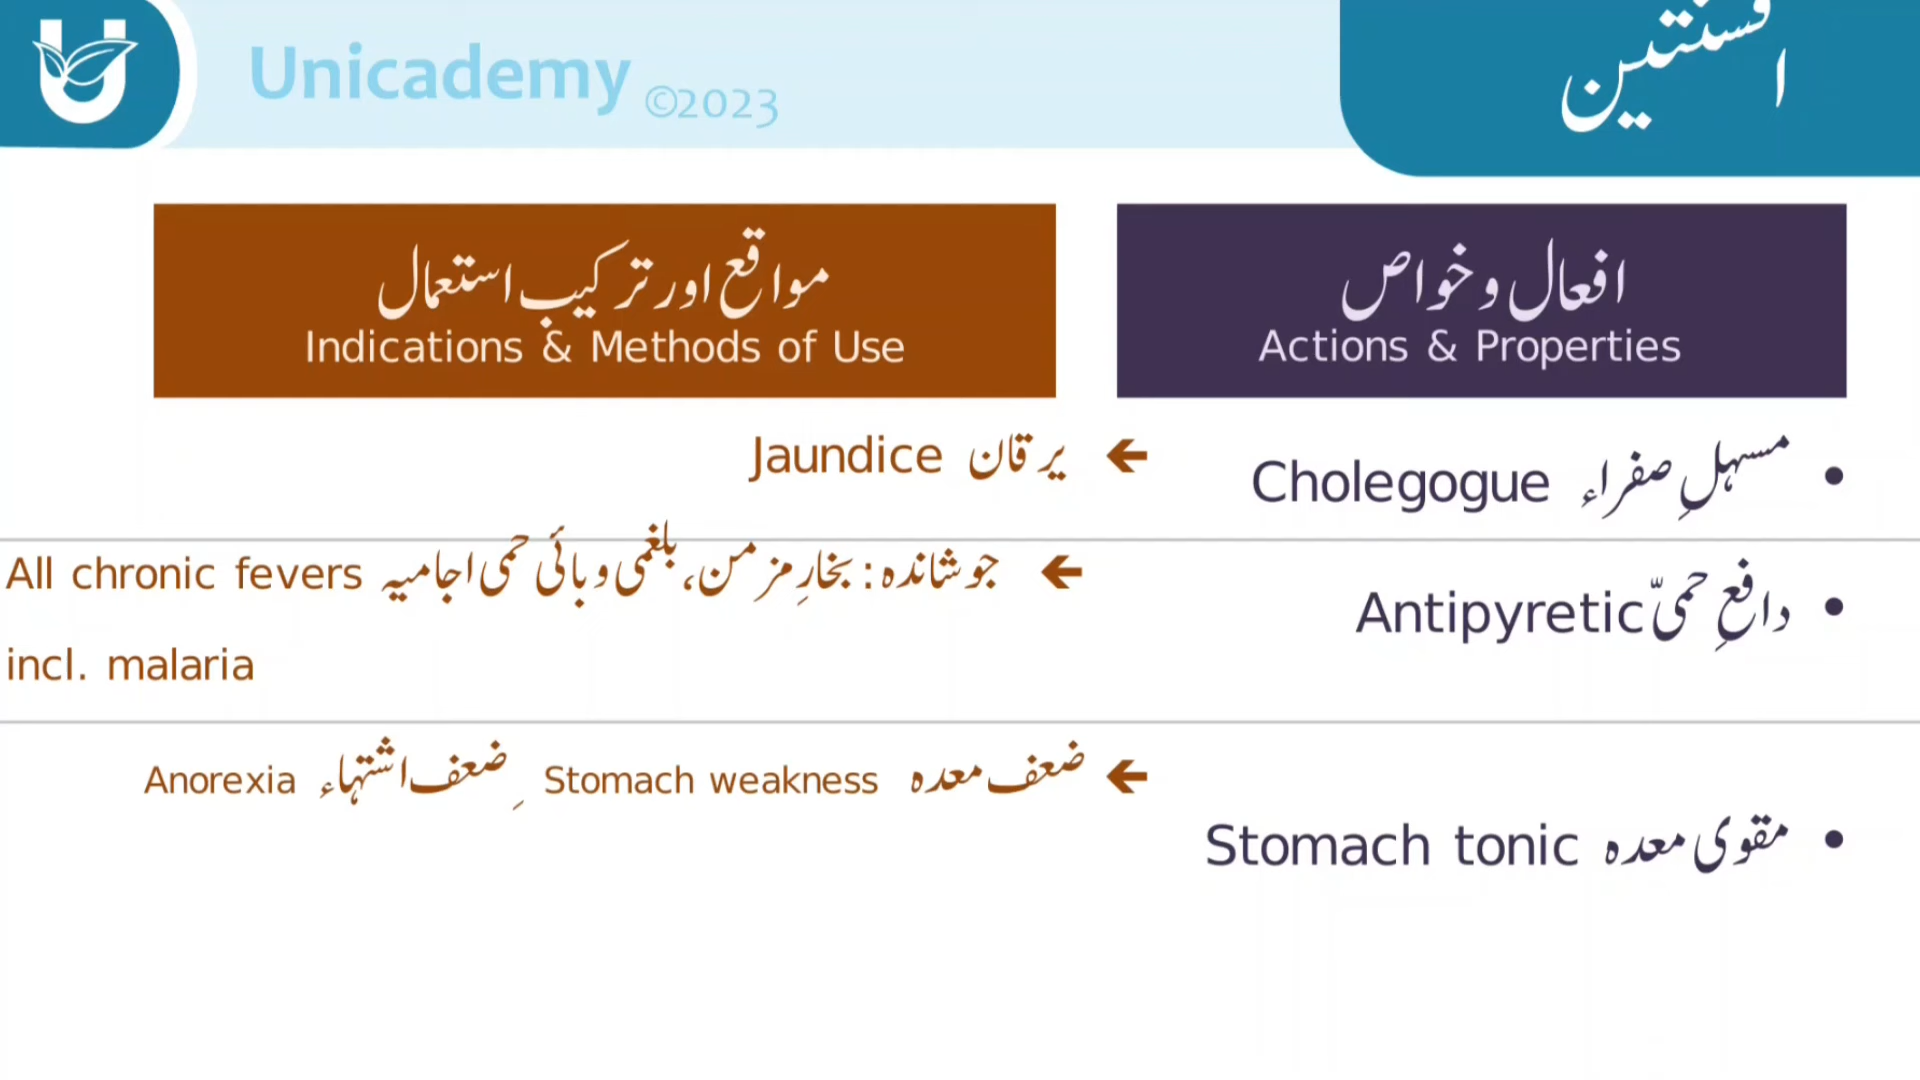 Unicademy ©2023
افسنتین
افعال و خواص
Actions & Properties
مواقع اور ترکیبِ استعمال
Indications & Methods of Use
• مسہلِ صفراء Cholegogue
← یرقان Jaundice
• دافعِ حمیّٰ Antipyretic
← جوشاندہ: بخارِ مزمن، بلغمی و بائی حمی اجامیہ All chronic fevers
incl. malaria
• مقوی معدہ Stomach tonic
← ضعف معدہ Stomach weakness ِضعف اشتہاء Anorexia